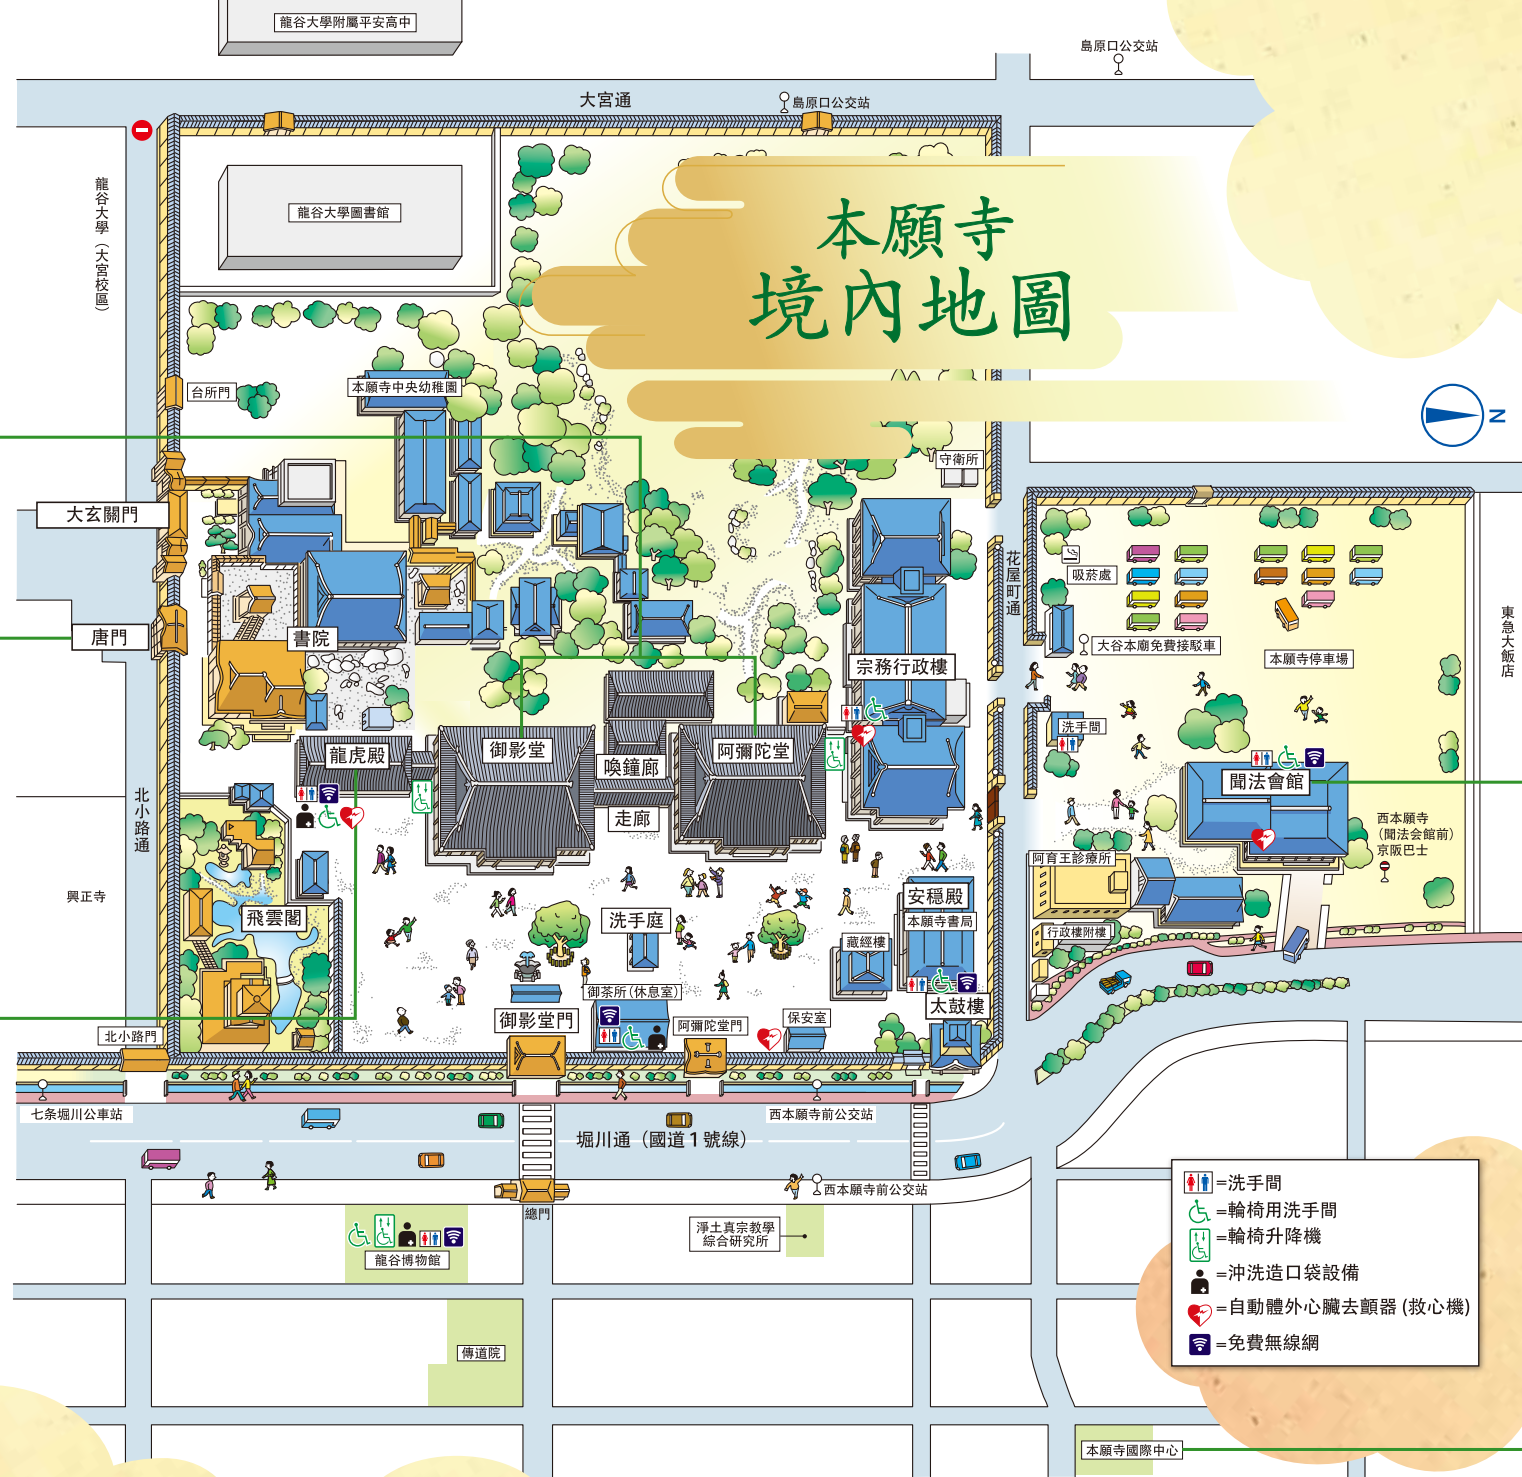 龍谷大學附屬平安高中
島原口公交站
大宮通
島原口公交站
龍谷大學（大宮校區）
龍谷大學圖書館
本願寺
境內地圖
台所門
本願寺中央幼稚園
N
守衛所
大玄關門
花屋町通
吸菸處
東急大飯店
唐門
書院
大谷本廟免費接駁車
本願寺停車場
宗務行政樓
洗手間
龍虎殿
御影堂
喚鐘廊
阿彌陀堂
聞法會館
北小路通
走廊
西本願寺
（聞法会館前）
京阪巴士
阿育王診療所
興正寺
飛雲閣
洗手庭
安穩殿
本願寺書局
藏經樓
行政樓附樓
御茶所(休息室)
太鼓樓
北小路門
御影堂門
阿彌陀堂門
保安室
七条堀川公車站
西本願寺前公交站
堀川通（國道1號線）
西本願寺前公交站
總門
龍谷博物館
淨土真宗教學
綜合研究所
傳道院
本願寺國際中心
=洗手間
=輪椅用洗手間
=輪椅升降機
=沖洗造口袋設備
=自動體外心臟去顫器 (救心機)
=免費無線網